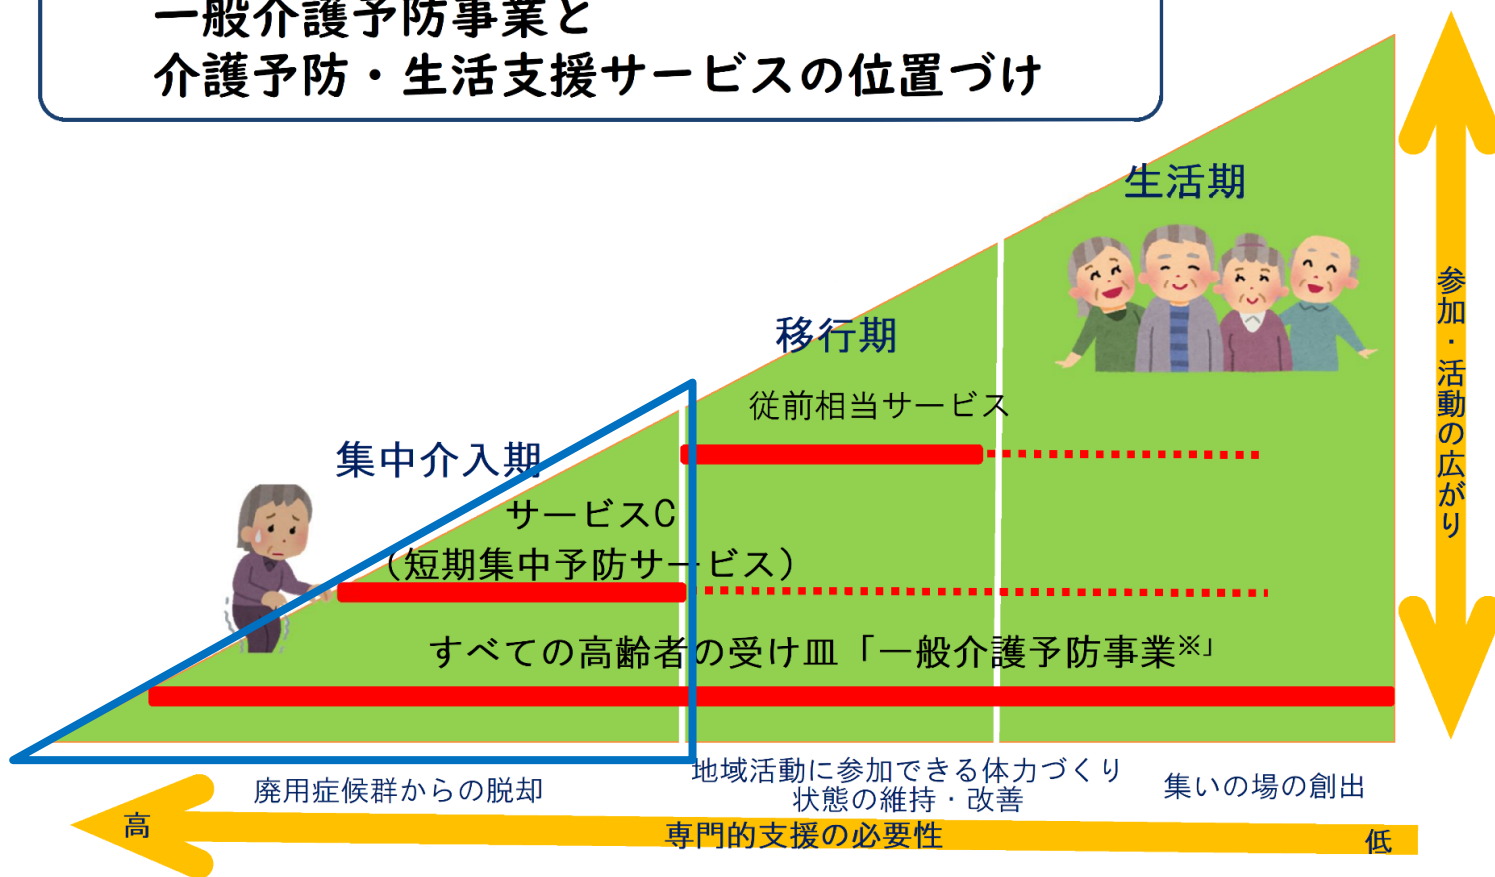 一般介護予防事業と
介護予防・生活支援サービスの位置づけ
生活期
移行期
従前相当サービス
集中介入期
サービスC
（短期集中予防サービス）
すべての高齢者の受け皿「一般介護予防事業※」
参加・活動の広がり
廃用症候群からの脱却
地域活動に参加できる体力づくり
状態の維持・改善
集いの場の創出
高
専門的支援の必要性
低